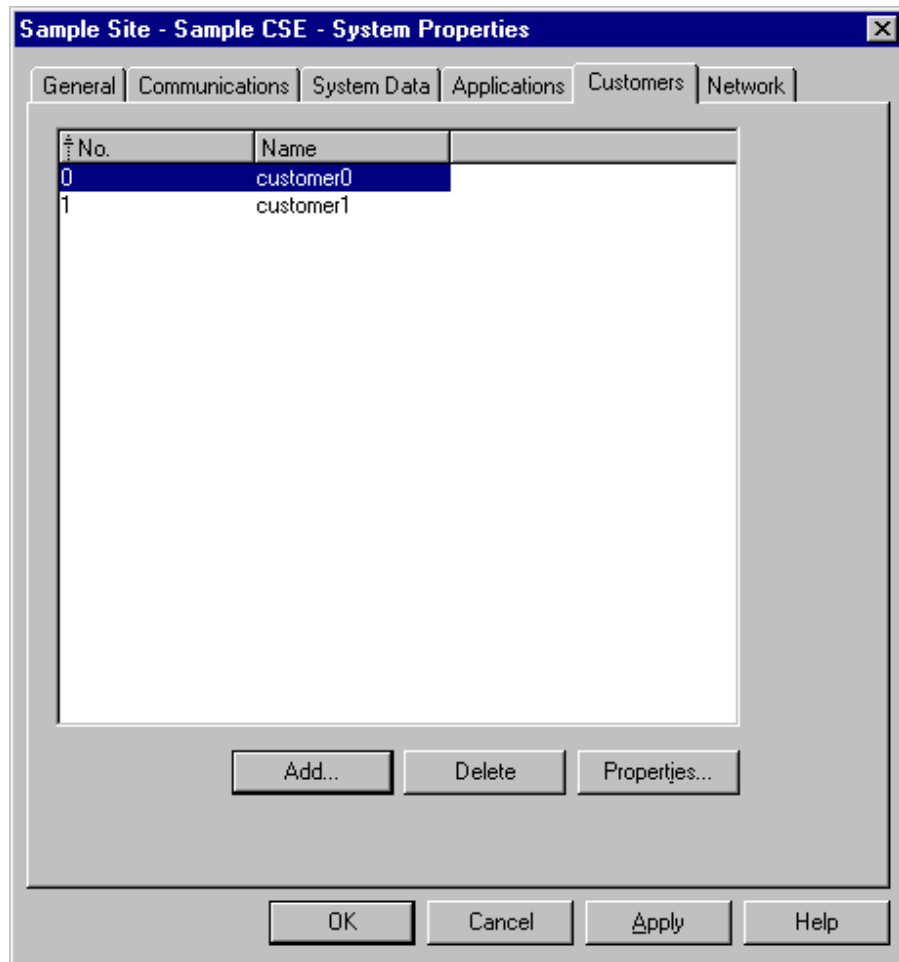 Sample Site - Sample CSE - System Properties
General Communications System Data Applications Customers Network
No. Name
0 customer0
1 customer1
Add... Delete Properties...
OK Cancel Apply Help